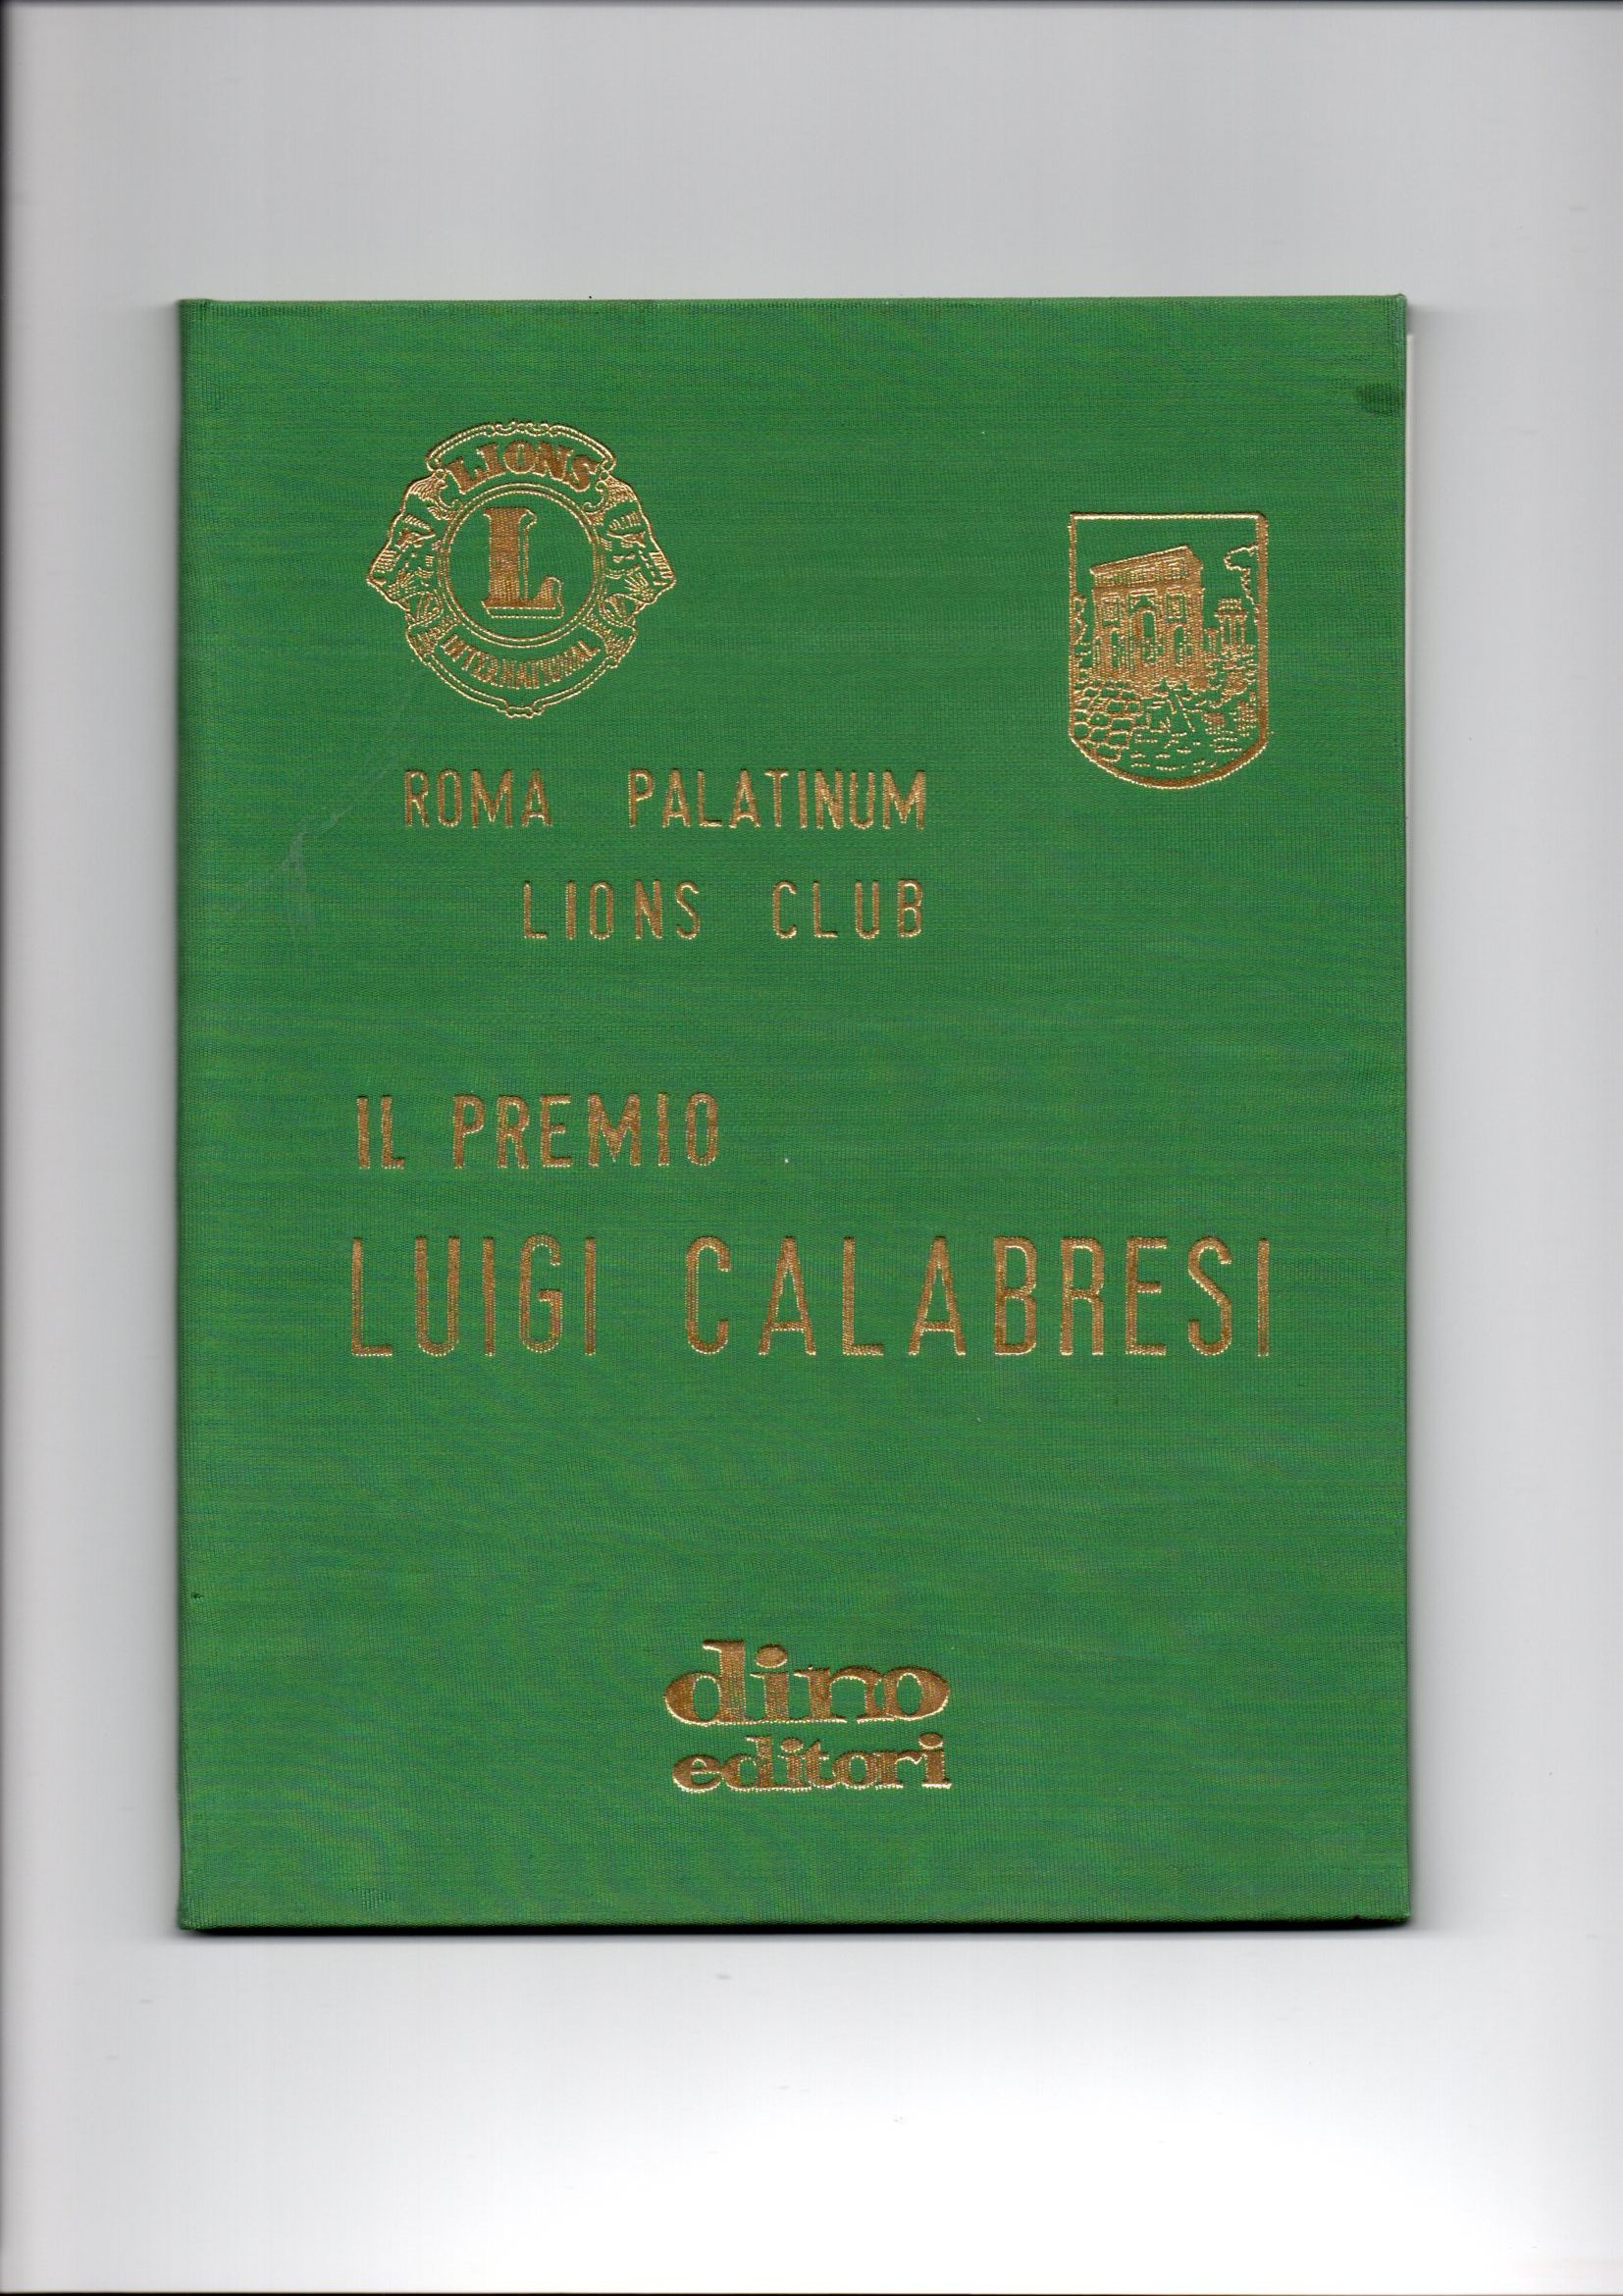 LIONS
L
INTERNATIONAL
ROMA PALATINUM
LIONS CLUB
IL PREMIO
LUIGI CALABRESI
dino
editori